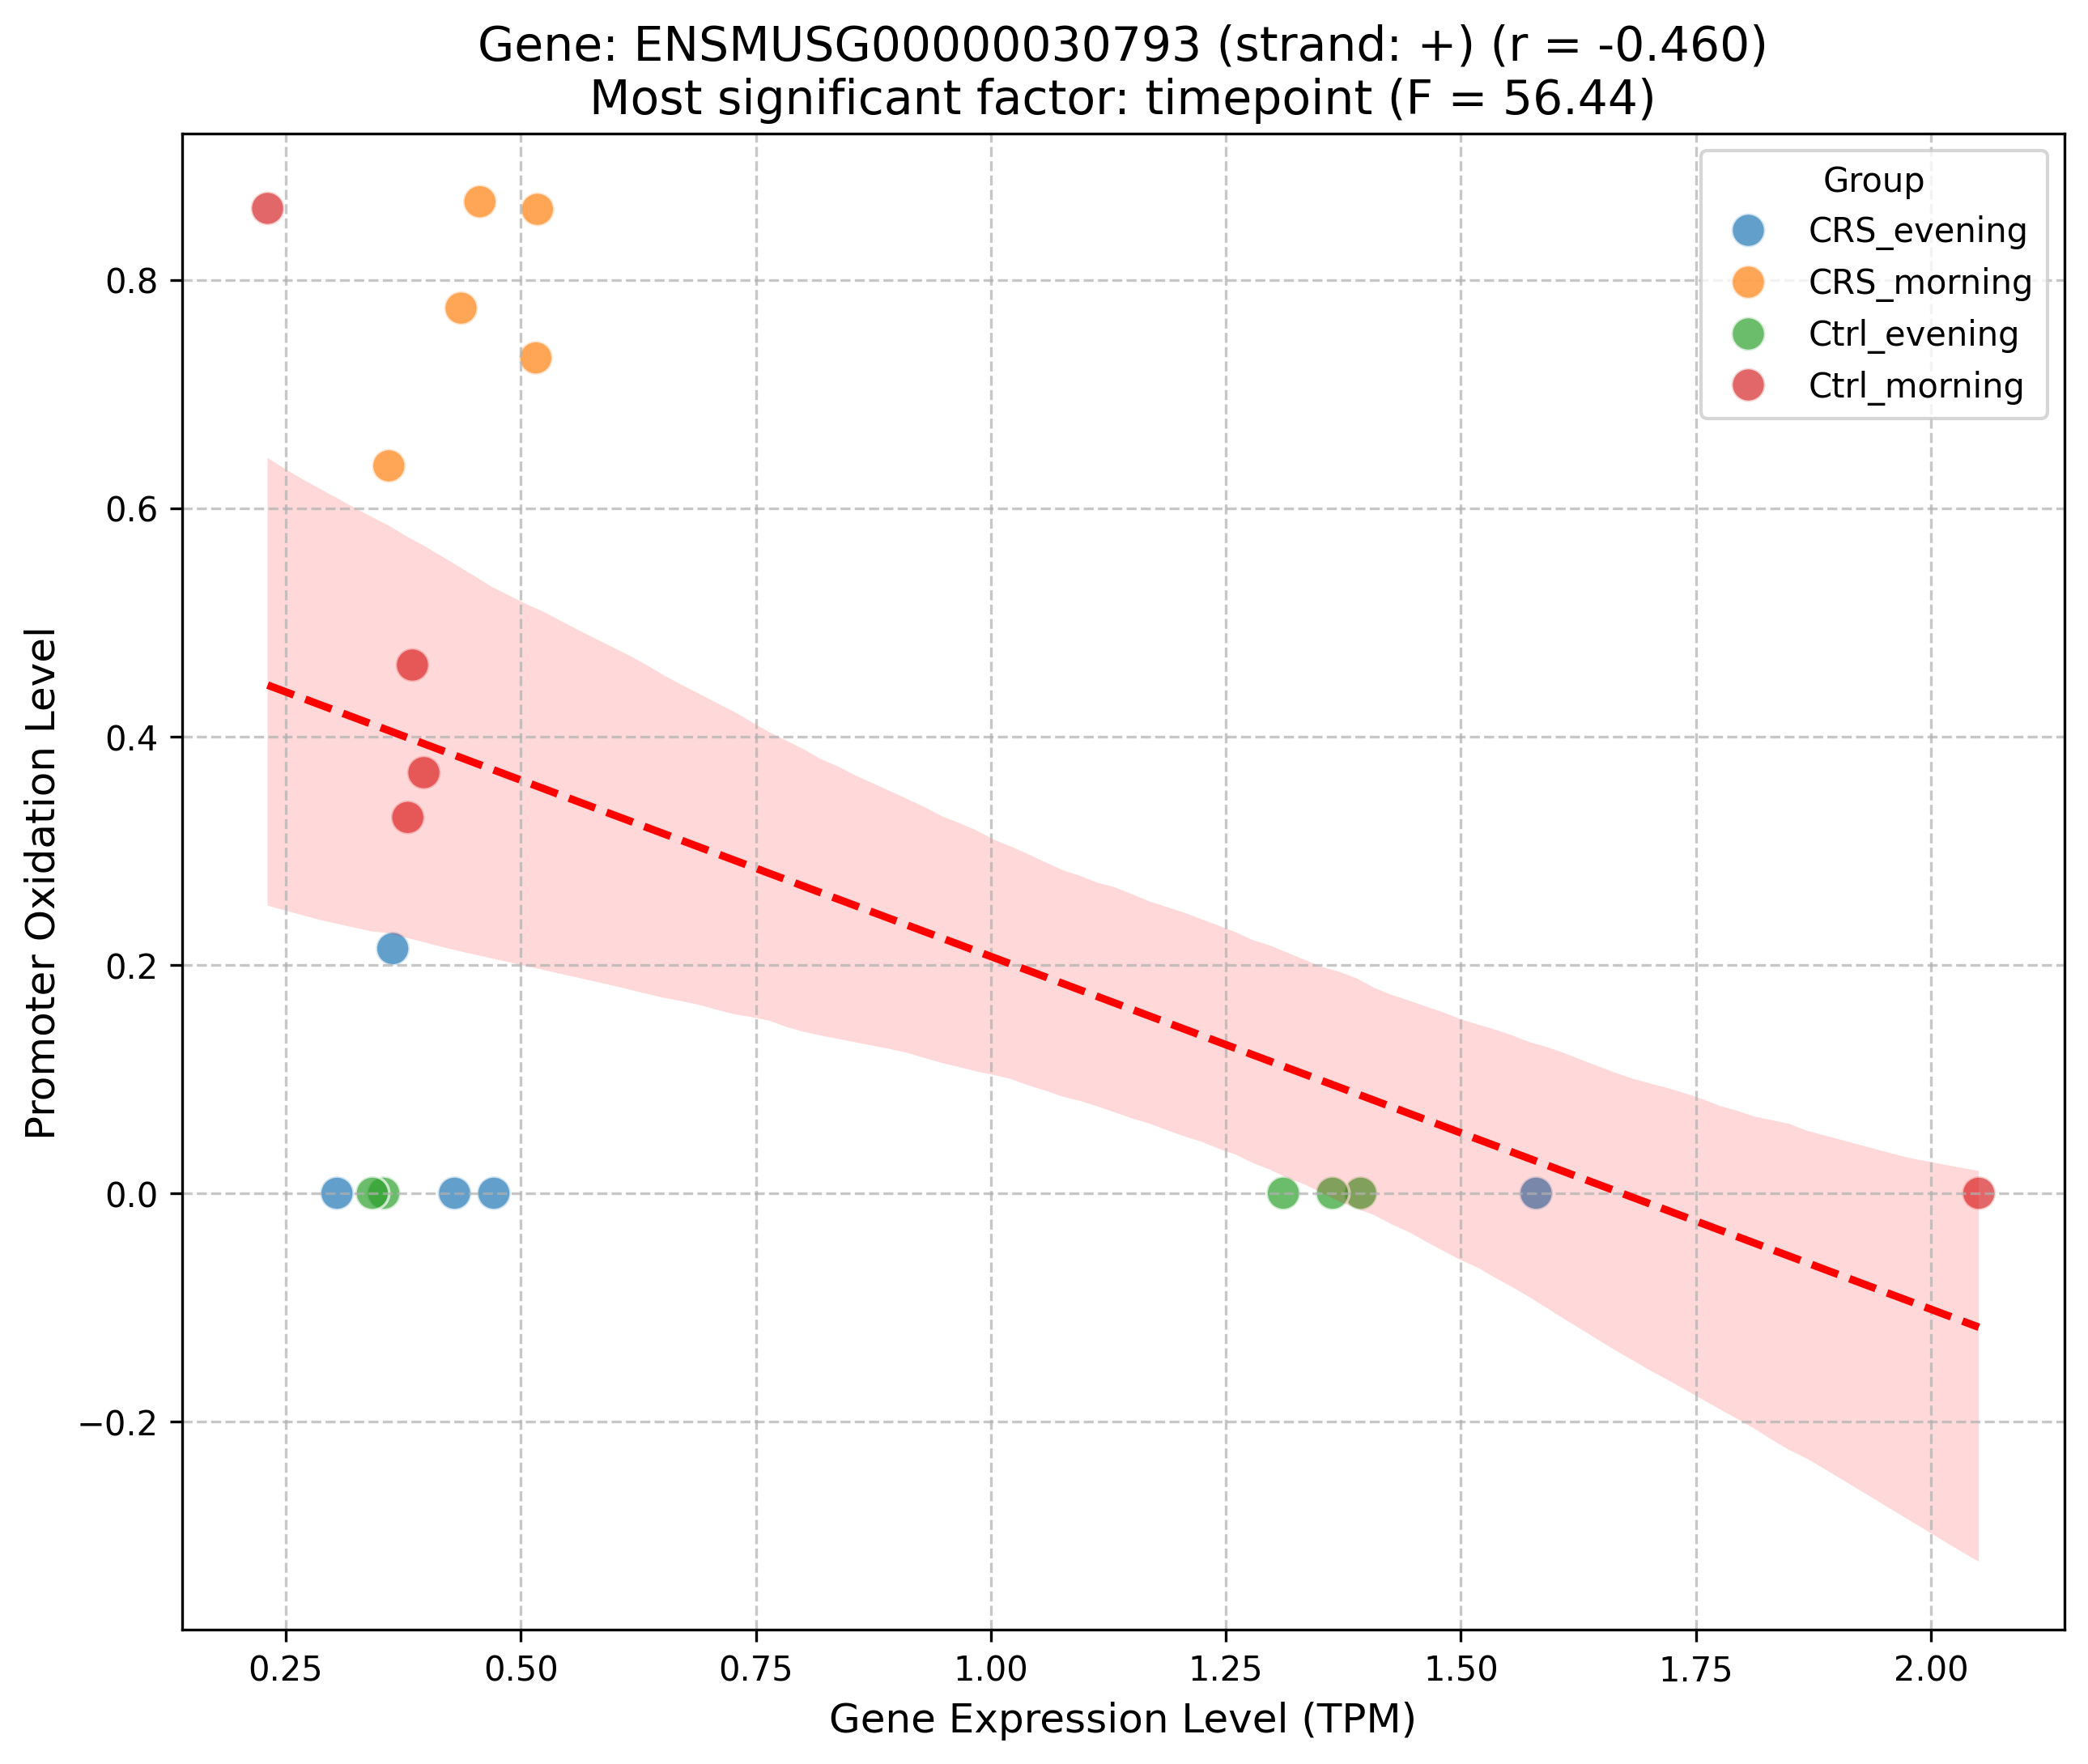 Gene: ENSMUSG00000030793 (strand: +) (r = -0.460)
Most significant factor: timepoint (F = 56.44)
Group
CRS_evening
CRS_morning
Ctrl_evening
Ctrl_morning
Promoter Oxidation Level
0.8
0.6
0.4
0.2
0.0
−0.2
0.25 0.50 0.75 1.00 1.25 1.50 1.75 2.00
Gene Expression Level (TPM)